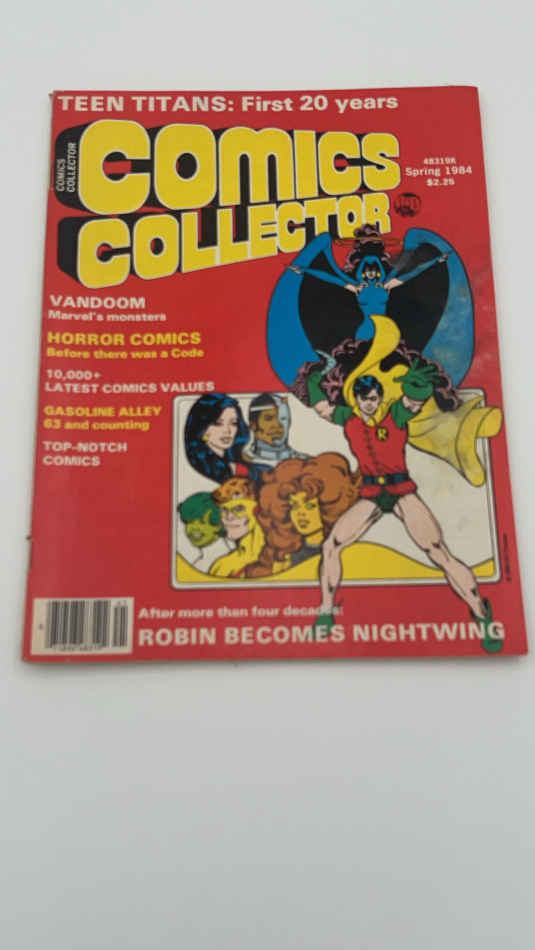 TEEN TITANS: First 20 years
COMICS
COLLECTOR
COMICS
COLLECTOR
48319K
Spring 1984
$2.25
VANDOOM
Marvel's monsters
HORROR COMICS
Before there was a Code
10,000+
LATEST COMICS VALUES
GASOLINE ALLEY
63 and counting
TOP-NOTCH
COMICS
R
After more than four decades:
ROBIN BECOMES NIGHTWING